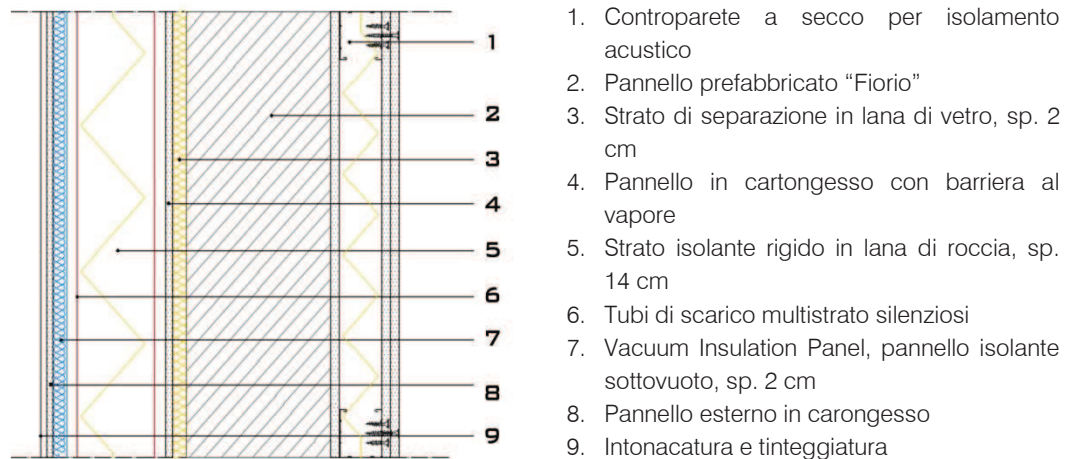 1
2
3
4
5
6
7
8
9
1. Controparete a secco per isolamento
acustico
2. Pannello prefabbricato “Fiorio”
3. Strato di separazione in lana di vetro, sp. 2
cm
4. Pannello in cartongesso con barriera al
vapore
5. Strato isolante rigido in lana di roccia, sp.
14 cm
6. Tubi di scarico multistrato silenziosi
7. Vacuum Insulation Panel, pannello isolante
sottovuoto, sp. 2 cm
8. Pannello esterno in carongesso
9. Intonacatura e tinteggiatura